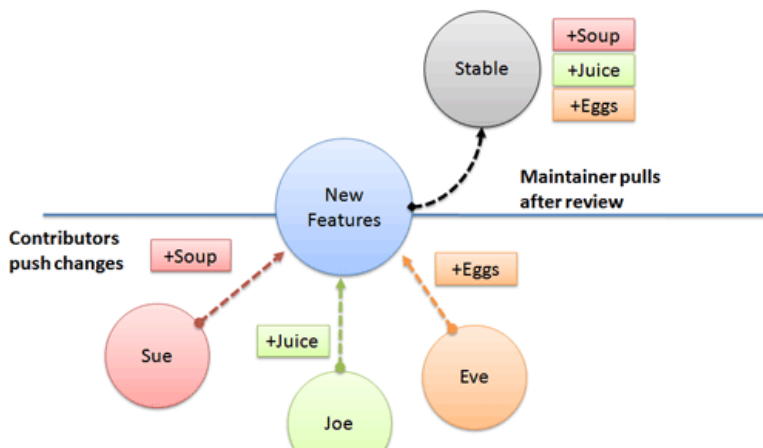 +Soup
Stable
+Juice
+Eggs
Maintainer pulls
after review
New
Features
Contributors
push changes
+Soup
+Eggs
+Juice
Sue
Eve
Joe